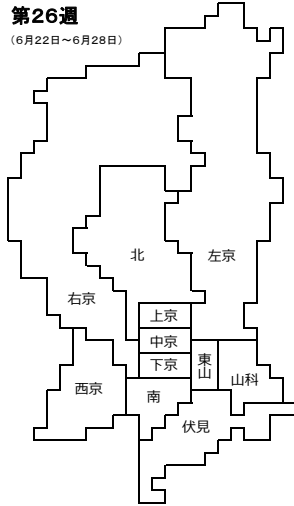 第26週
（6月22日～6月28日）
北
左京
右京
上京
中京
下京
東山
山科
西京
南
伏見